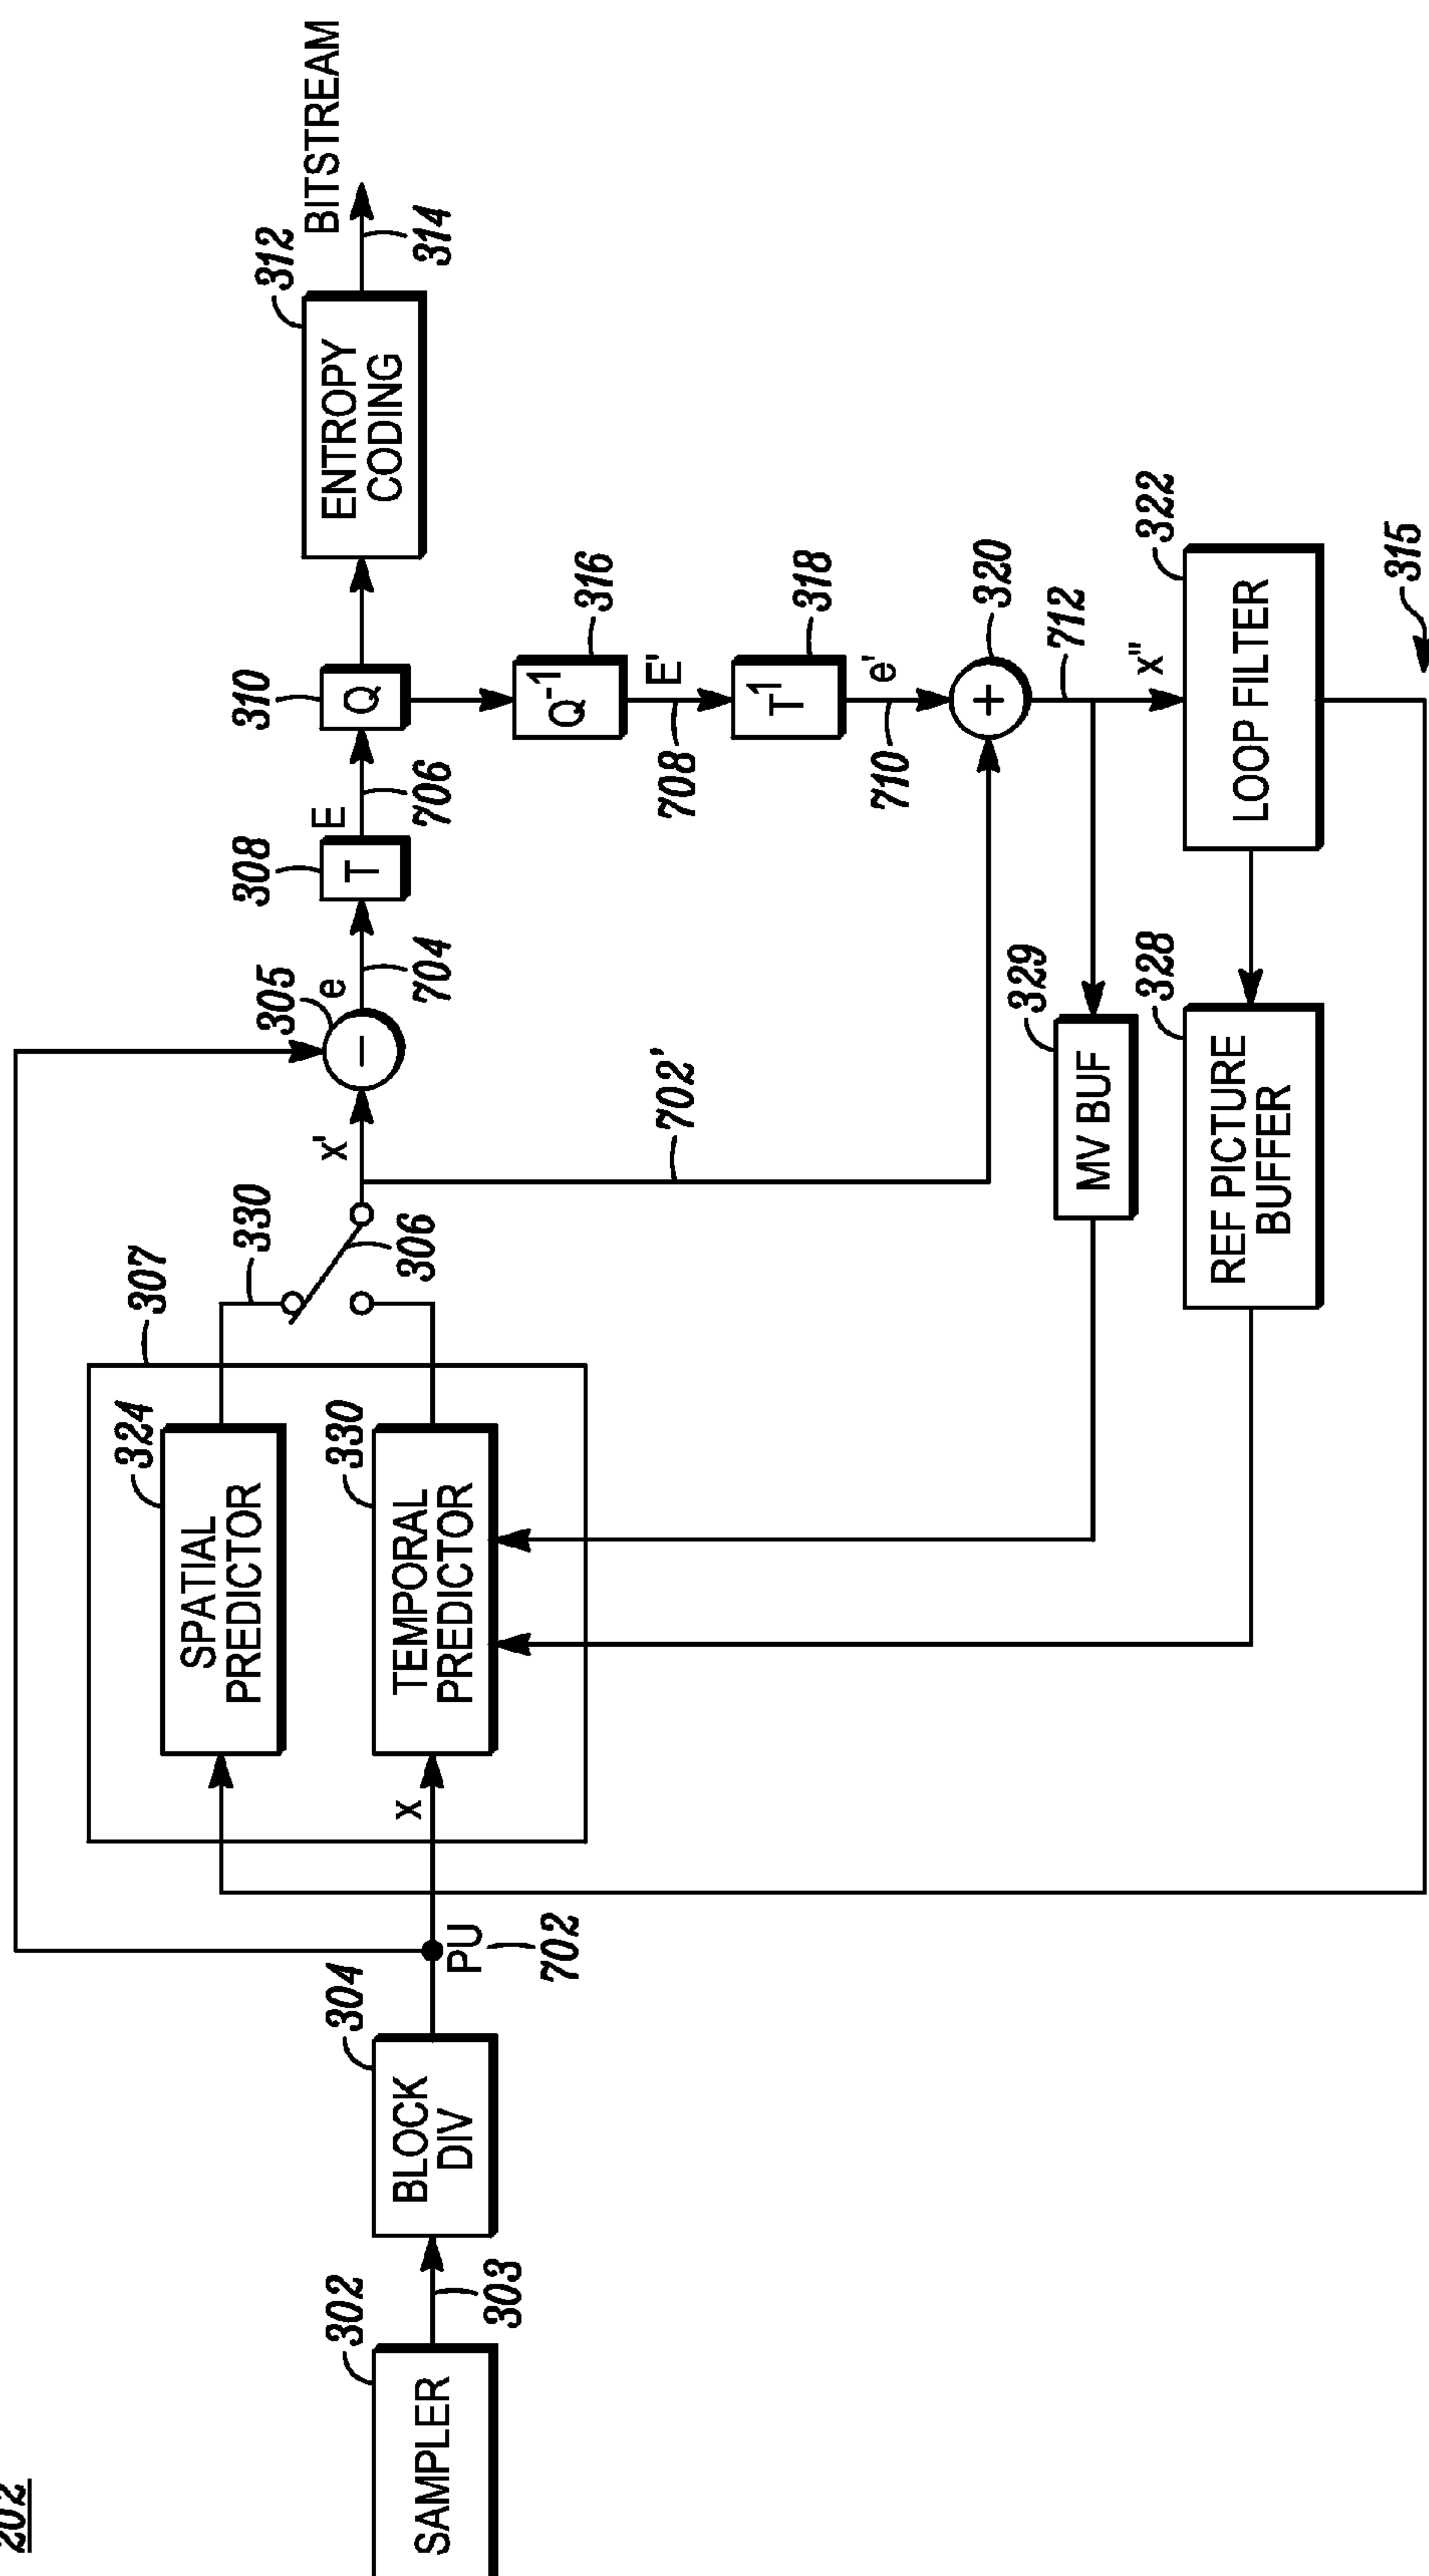 202
SAMPLER
302
303
BLOCK
DIV
304
PU
702
x
307
SPATIAL
PREDICTOR
324
TEMPORAL
PREDICTOR
330
330
306
x'
702'
305
e
704
T
308
E
706
Q
310
ENTROPY
CODING
312
BITSTREAM
314
Q-1
316
E'
708
T1
318
e'
710
+
320
712
x"
MV BUF
329
REF PICTURE
BUFFER
328
LOOP FILTER
322
315